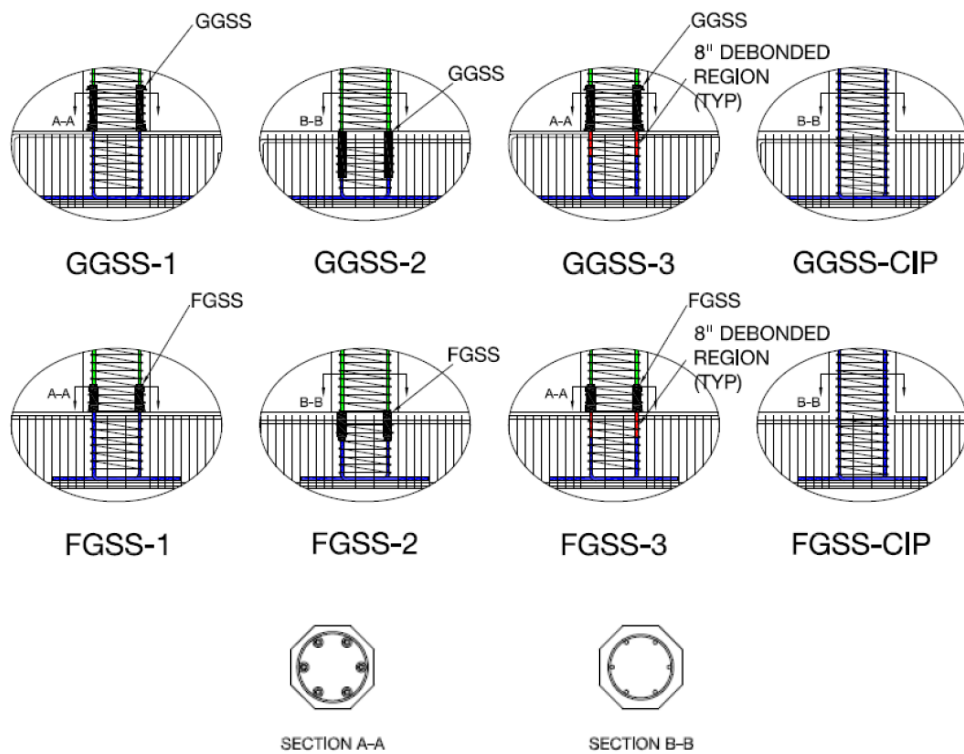 GGSS
GGSS
GGSS
8" DEBONDED
REGION
(TYP)
A-A
B-B
A-A
B-B
GGSS-1
GGSS-2
GGSS-3
GGSS-CIP
FGSS
FGSS
FGSS
8" DEBONDED
REGION
(TYP)
A-A
B-B
A-A
B-B
FGSS-1
FGSS-2
FGSS-3
FGSS-CIP
SECTION A-A
SECTION B-B